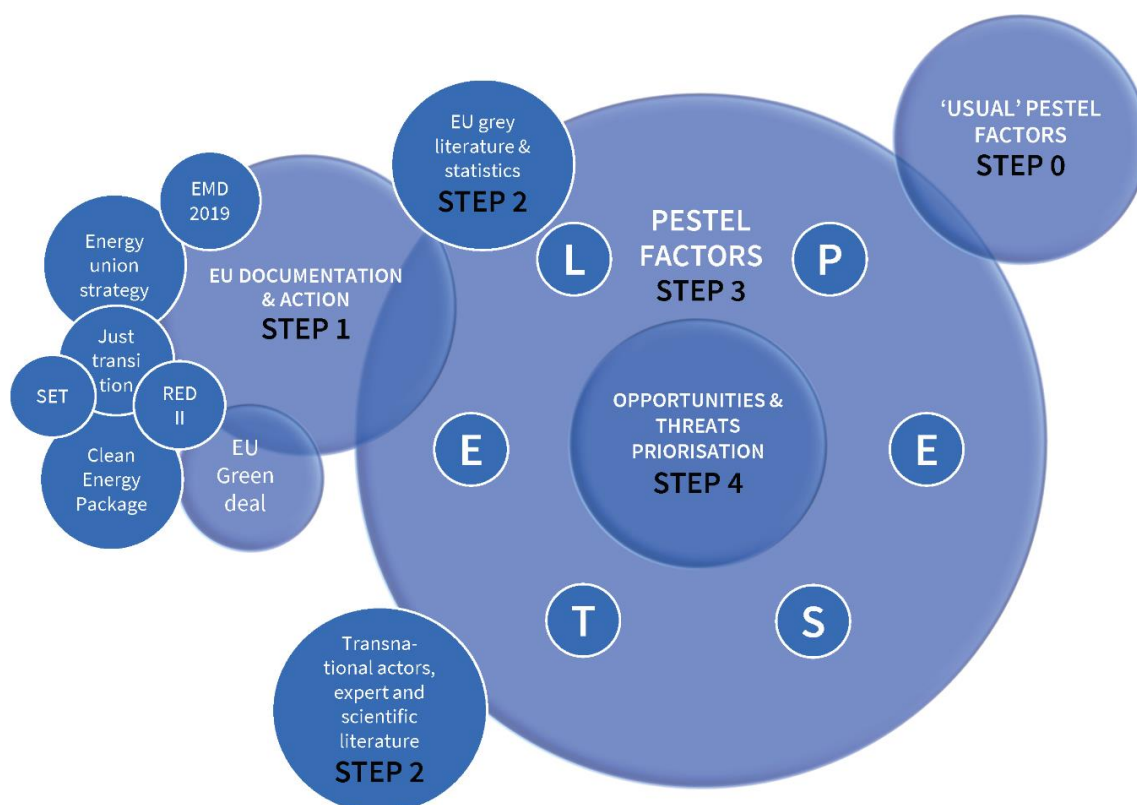 'USUAL' PESTEL
FACTORS
STEP 0
EU grey
literature &
statistics
STEP 2
EMD
2019
Energy
union
strategy
EU DOCUMENTATION
& ACTION
STEP 1
Just
transi
tion
SET
RED
II
Clean
Energy
Package
EU
Green
deal
PESTEL
FACTORS
STEP 3
L
P
E
E
T
S
OPPORTUNITIES &
THREATS
PRIORISATION
STEP 4
Transna-
tional actors,
expert and
scientific
literature
STEP 2